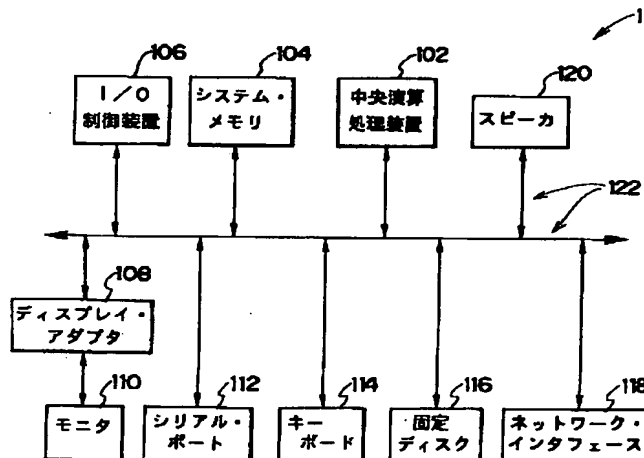 1
106
104
102
120
I/O
制御装置
システム・
メモリ
中央演算
処理装置
スピーカ
122
108
ディスプレイ・
アダプタ
110
112
114
116
118
モニタ
シリアル・
ポート
キー
ボード
固定
ディスク
ネットワーク・
インタフェース